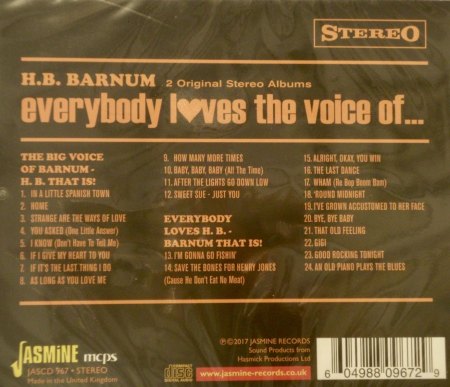 STEREO
H.B. BARNUM 2 Original Stereo Albums
everybody loves the voice of...
THE BIG VOICE
OF BARNUM -
H. B. THAT IS!
1. IN A LITTLE SPANISH TOWN
2. HOME
3. STRANGE ARE THE WAYS OF LOVE
4. YOU ASKED (One Little Answer)
5. I KNOW (Don't Have To Tell Me)
6. IF I GIVE MY HEART TO YOU
7. IF IT'S THE LAST THING I DO
8. AS LONG AS YOU LOVE ME
9. HOW MANY MORE TIMES
10. BABY, BABY, BABY (All The Time)
11. AFTER THE LIGHTS GO DOWN LOW
12. SWEET SUE - JUST YOU
EVERYBODY
LOVES H. B. -
BARNUM THAT IS!
13. I'M GONNA GO FISHIN'
14. SAVE THE BONES FOR HENRY JONES
(Cause He Don't Eat No Meat)
15. ALRIGHT, OKAY, YOU WIN
16. THE LAST DANCE
17. WHAM (Re Bop Boom Bam)
18. 'ROUND MIDNIGHT
19. I'VE GROWN ACCUSTOMED TO HER FACE
20. BYE, BYE BABY
21. THAT OLD FEELING
22. GIGI
23. GOOD ROCKING TONIGHT
24. AN OLD PIANO PLAYS THE BLUES
JASMINE mcps
JASCD 967 • STEREO
Made in the United Kingdom
COMPACT
disc
DIGITAL AUDIO
℗©2017 JASMINE RECORDS
Sound Products from
Hasmick Promotions Ltd.
www.jasmine-records.co.uk
6 04988 09672 9